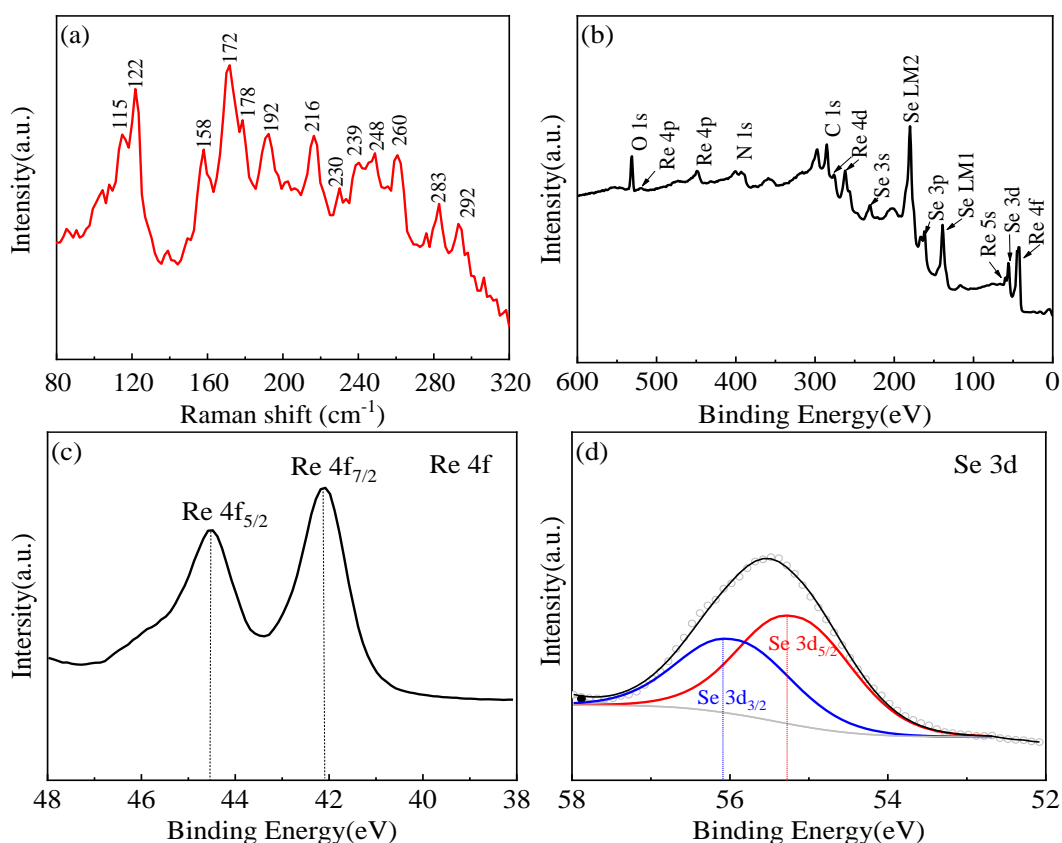 (a)
115
122
158
172
178
192
216
230
239
248
260
283
292
Intensity(a.u.)
80 120 160 200 240 280 320
Raman shift (cm⁻¹)
(b)
O 1s
Re 4p
Re 4p
N 1s
C 1s
Re 4d
Se 3s
Se LM2
Se 3p
Se LM1
Re 5s
Se 3d
Re 4f
Intensity(a.u.)
600 500 400 300 200 100 0
Binding Energy(eV)
(c)
Re 4f
Re 4f₇/₂
Re 4f₅/₂
Intersity(a.u.)
48 46 44 42 40 38
Binding Energy(eV)
(d)
Se 3d
Se 3d₅/₂
Se 3d₃/₂
Intensity(a.u.)
58 56 54 52
Binding Energy(eV)